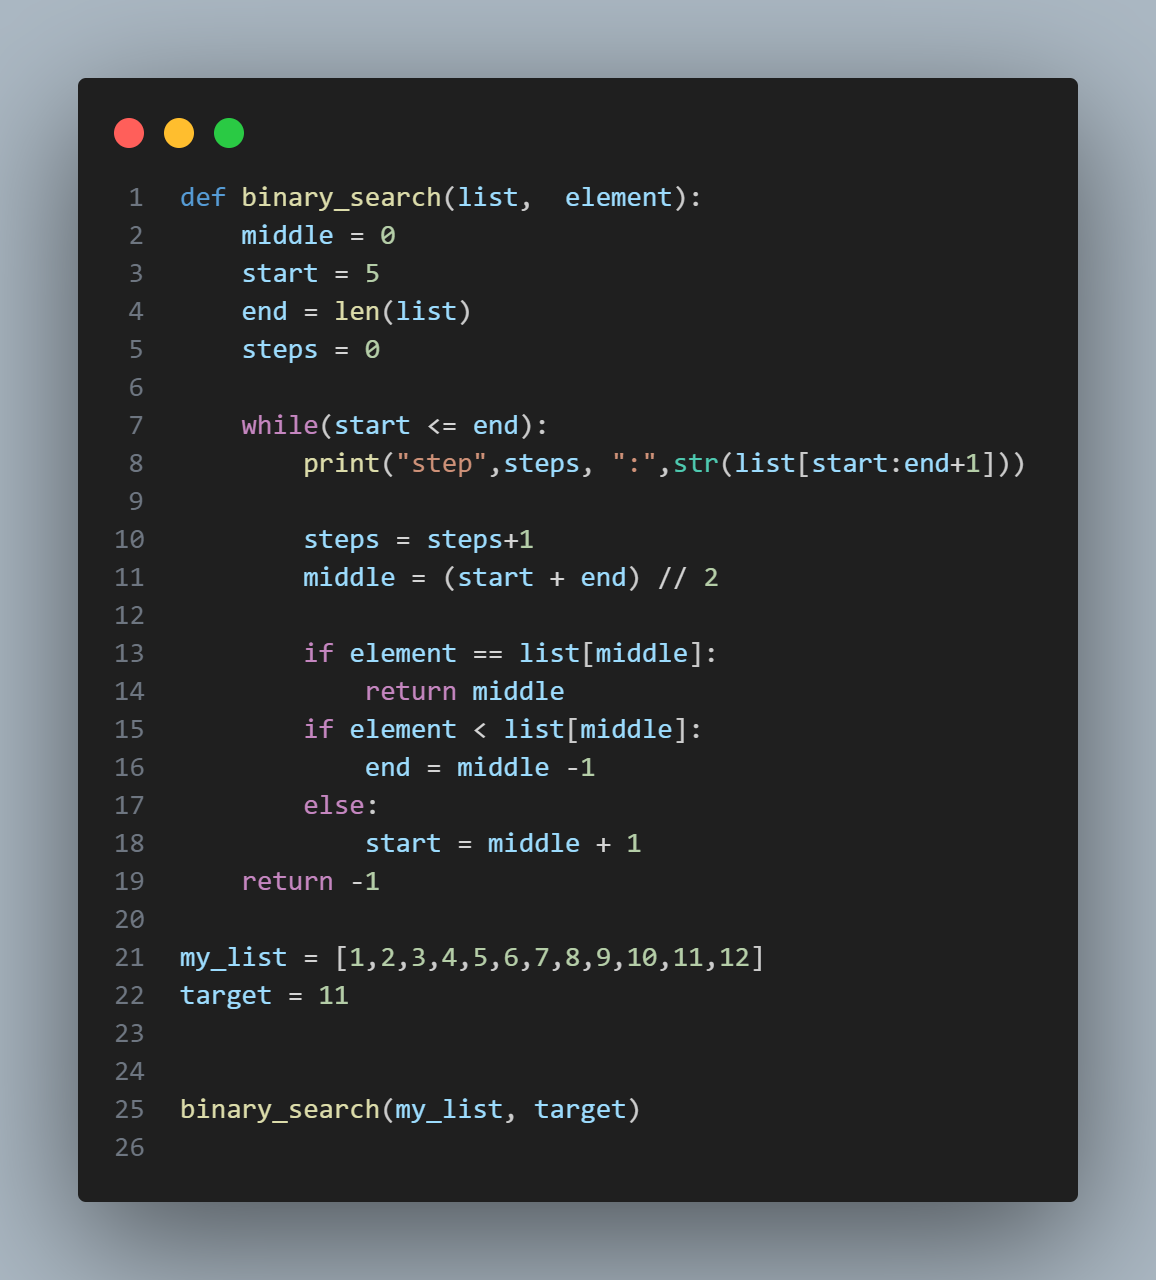 1 def binary_search(list,  element):
2     middle = 0
3     start = 5
4     end = len(list)
5     steps = 0
6
7     while(start <= end):
8         print("step",steps, ":",str(list[start:end+1]))
9
10         steps = steps+1
11         middle = (start + end) // 2
12
13         if element == list[middle]:
14             return middle
15         if element < list[middle]:
16             end = middle -1
17         else:
18             start = middle + 1
19     return -1
20
21 my_list = [1,2,3,4,5,6,7,8,9,10,11,12]
22 target = 11
23
24
25 binary_search(my_list, target)
26